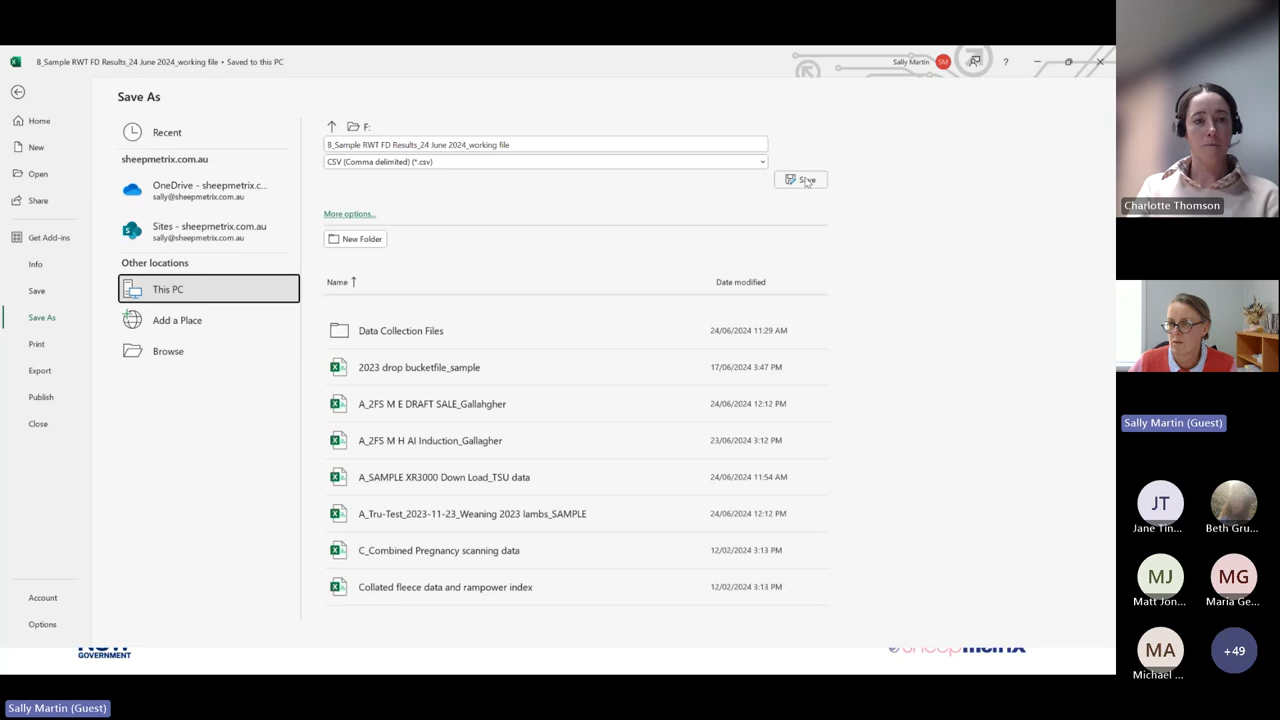 B_Sample RWT FD Results_24 June 2024_working file • Saved to this PC
Sally Martin SM ?
Save As
Home
New
Open
Share
Get Add-ins
Info
Save
Save As
Print
Export
Publish
Close
Account
Options
Recent
sheepmetrix.com.au
OneDrive - sheepmetrix.c...
sally@sheepmetrix.com.au
Sites - sheepmetrix.com.au
sally@sheepmetrix.com.au
Other locations
This PC
Add a Place
Browse
F:
B_Sample RWT FD Results_24 June 2024_working file
CSV (Comma delimited) (*.csv)
Save
More options...
New Folder
Name ↑ Date modified
Data Collection Files 24/06/2024 11:29 AM
2023 drop bucketfile_sample 17/06/2024 3:47 PM
A_2FS M E DRAFT SALE_Gallahgher 24/06/2024 12:12 PM
A_2FS M H AI Induction_Gallagher 23/06/2024 3:12 PM
A_SAMPLE XR3000 Down Load_TSU data 24/06/2024 11:54 AM
A_Tru-Test_2023-11-23_Weaning 2023 lambs_SAMPLE 24/06/2024 12:12 PM
C_Combined Pregnancy scanning data 12/02/2024 3:13 PM
Collated fleece data and rampower index 12/02/2024 3:13 PM
NSW
GOVERNMENT
sheepmetrix
Charlotte Thomson
Sally Martin (Guest)
JT
Jane Tin... Beth Gru...
MJ MG
Matt Jon... Maria Ge...
MA +49
Michael ...
Sally Martin (Guest)